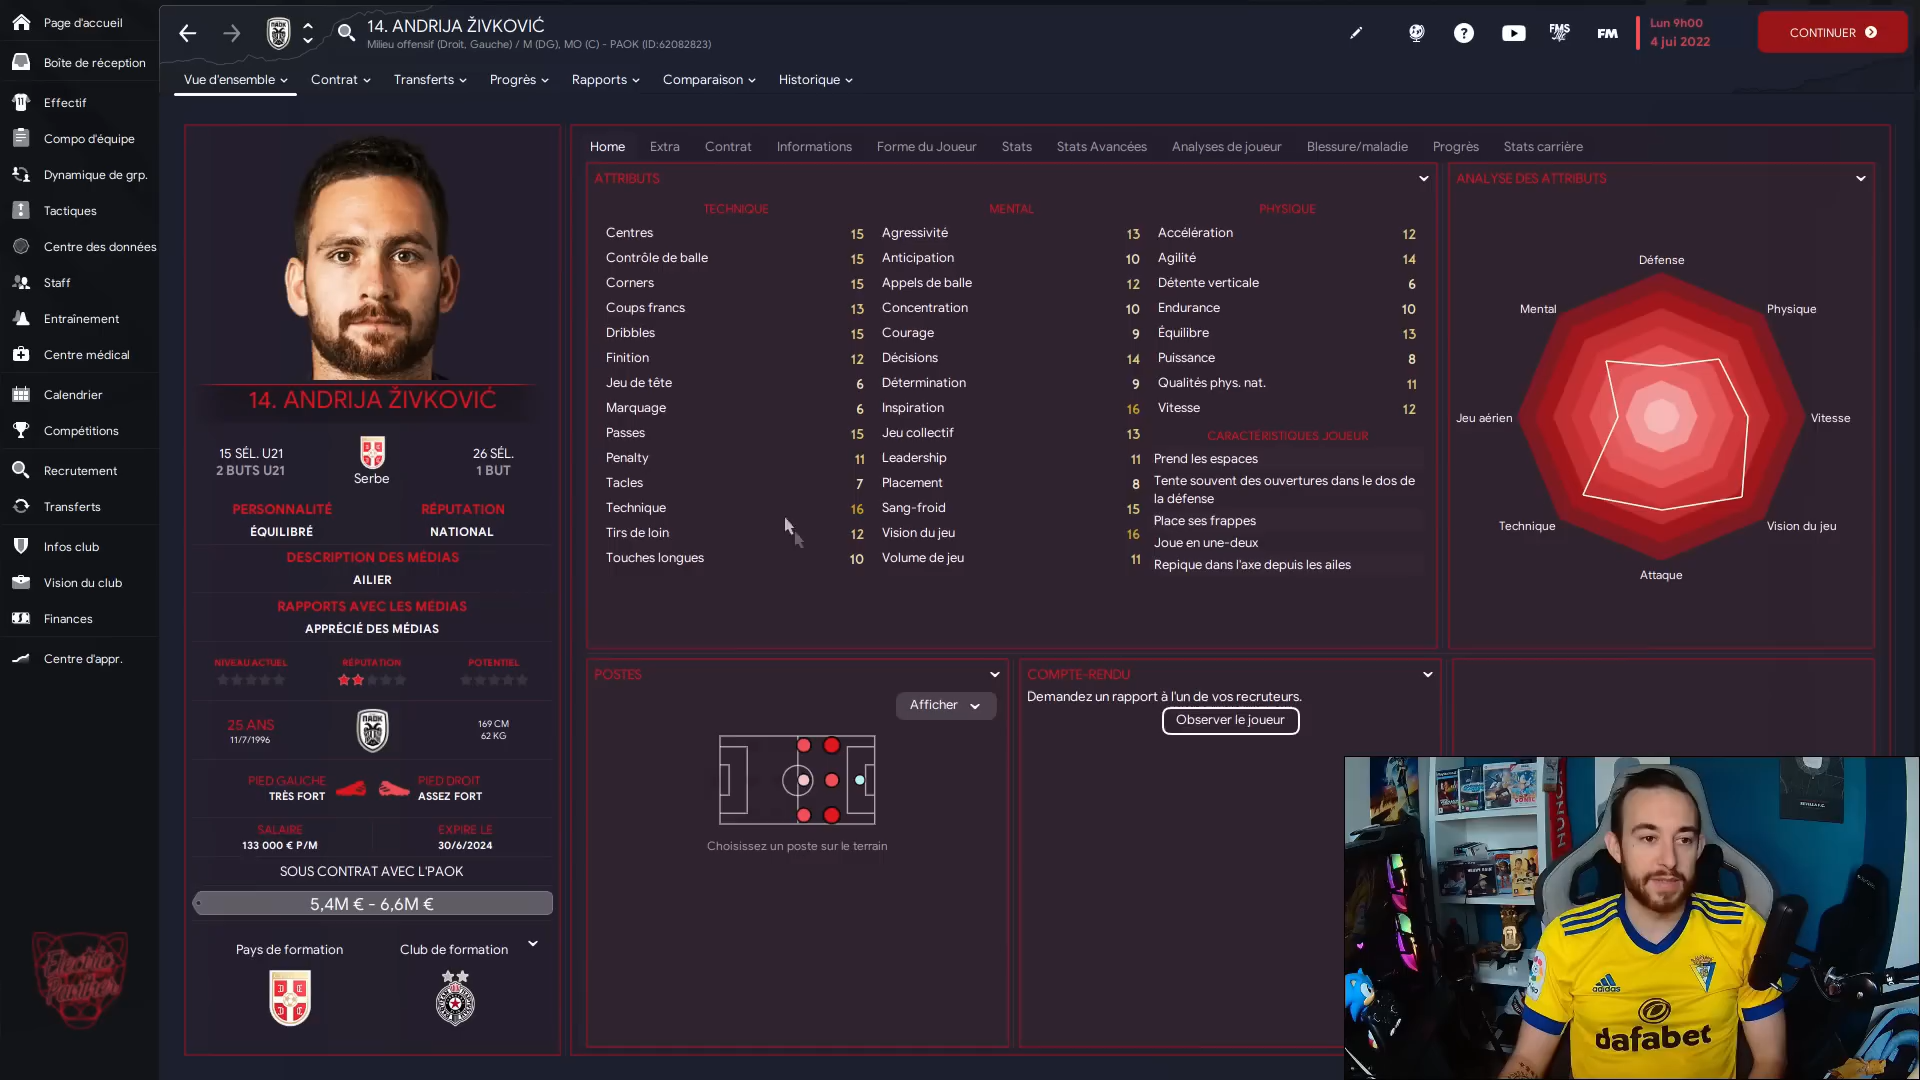 Page d'accueil
Boîte de réception
Effectif
Compo d'équipe
Dynamique de grp.
Tactiques
Centre des données
Staff
Entraînement
Centre médical
Calendrier
Compétitions
Recrutement
Transferts
Infos club
Vision du club
Finances
Centre d'appr.
Electric
Panther
14. ANDRIJA ŽIVKOVIĆ
Milieu offensif (Droit, Gauche) / M (DG), MO (C) - PAOK (ID:62082823)
FMS
FM
Lun 9h00
4 jui 2022
CONTINUER
Vue d'ensemble
Contrat
Transferts
Progrès
Rapports
Comparaison
Historique
14. ANDRIJA ŽIVKOVIĆ
15 SÉL. U21
2 BUTS U21
Serbe
26 SÉL.
1 BUT
PERSONNALITÉ
ÉQUILIBRÉ
RÉPUTATION
NATIONAL
DESCRIPTION DES MÉDIAS
AILIER
RAPPORTS AVEC LES MÉDIAS
APPRÉCIÉ DES MÉDIAS
NIVEAU ACTUEL
RÉPUTATION
POTENTIEL
25 ANS
11/7/1996
169 CM
62 KG
PIED GAUCHE
TRÈS FORT
PIED DROIT
ASSEZ FORT
SALAIRE
133 000 € P/M
EXPIRE LE
30/6/2024
SOUS CONTRAT AVEC L'PAOK
5,4M € - 6,6M €
Pays de formation
Club de formation
Home
Extra
Contrat
Informations
Forme du Joueur
Stats
Stats Avancées
Analyses de joueur
Blessure/maladie
Progrès
Stats carrière
ATTRIBUTS
TECHNIQUE
Centres 15
Contrôle de balle 15
Corners 15
Coups francs 13
Dribbles 15
Finition 12
Jeu de tête 6
Marquage 6
Passes 15
Penalty 11
Tacles 7
Technique 16
Tirs de loin 12
Touches longues 10
MENTAL
Agressivité 13
Anticipation 10
Appels de balle 12
Concentration 10
Courage 9
Décisions 14
Détermination 9
Inspiration 16
Jeu collectif 13
Leadership 11
Placement 8
Sang-froid 15
Vision du jeu 16
Volume de jeu 11
PHYSIQUE
Accélération 12
Agilité 14
Détente verticale 6
Endurance 10
Équilibre 13
Puissance 8
Qualités phys. nat. 11
Vitesse 12
CARACTÉRISTIQUES JOUEUR
Prend les espaces
Tente souvent des ouvertures dans le dos de
la défense
Place ses frappes
Joue en une-deux
Repique dans l'axe depuis les ailes
ANALYSE DES ATTRIBUTS
Défense
Physique
Vitesse
Vision du jeu
Attaque
Technique
Jeu aérien
Mental
POSTES
Afficher
Choisissez un poste sur le terrain
COMPTE-RENDU
Demandez un rapport à l'un de vos recruteurs.
Observer le joueur
SEVILLA F.C.
SONIC
adidas
dafabet